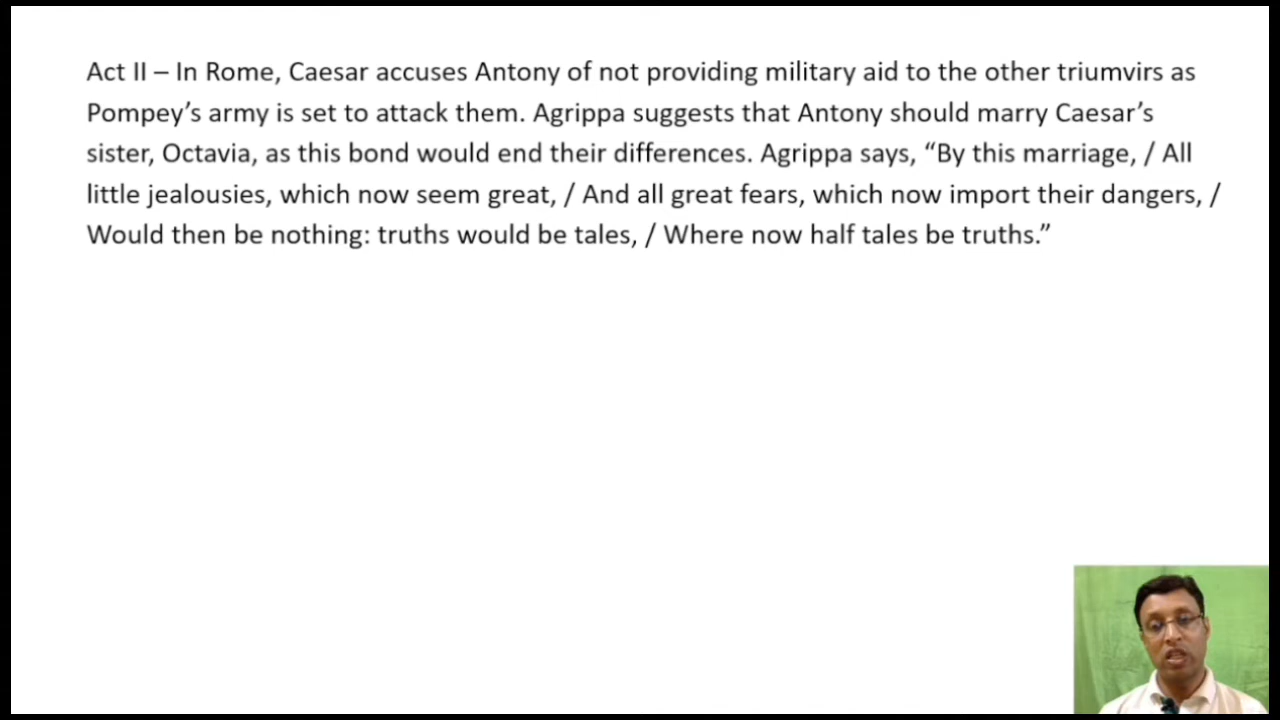 Act II – In Rome, Caesar accuses Antony of not providing military aid to the other triumvirs as
Pompey’s army is set to attack them. Agrippa suggests that Antony should marry Caesar’s
sister, Octavia, as this bond would end their differences. Agrippa says, “By this marriage, / All
little jealousies, which now seem great, / And all great fears, which now import their dangers, /
Would then be nothing: truths would be tales, / Where now half tales be truths.”